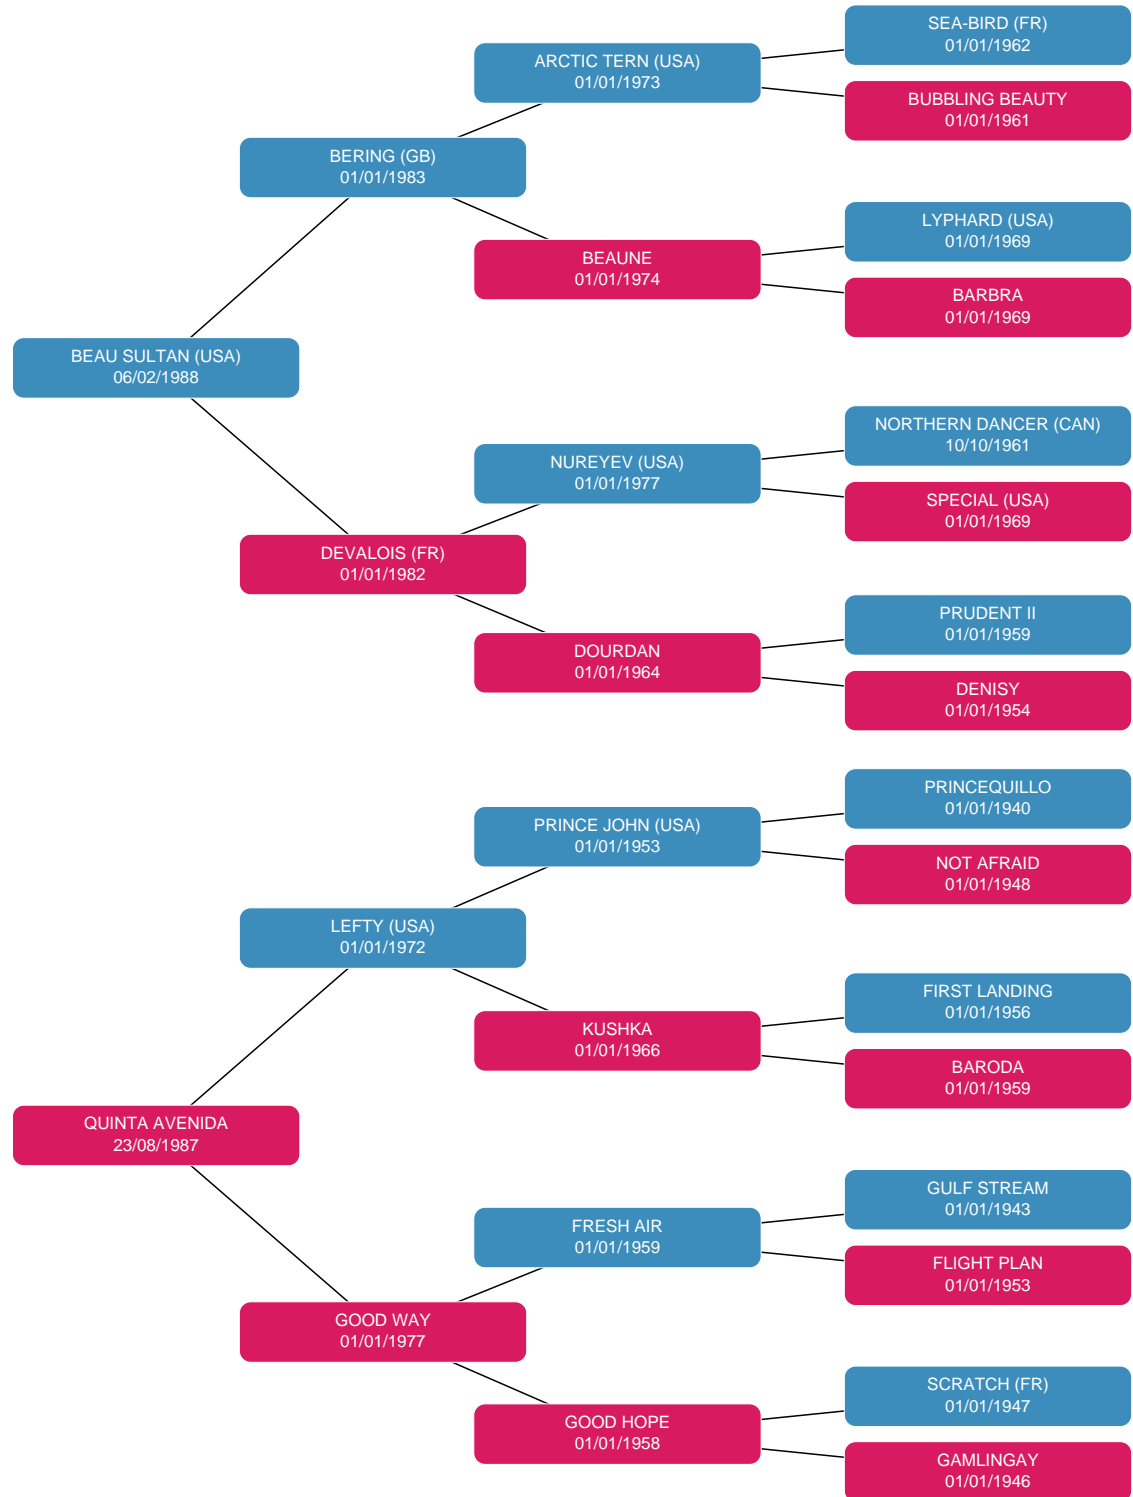 SEA-BIRD (FR)
01/01/1962
ARCTIC TERN (USA)
01/01/1973
BUBBLING BEAUTY
01/01/1961
BERING (GB)
01/01/1983
LYPHARD (USA)
01/01/1969
BEAUNE
01/01/1974
BARBRA
01/01/1969
BEAU SULTAN (USA)
06/02/1988
NORTHERN DANCER (CAN)
10/10/1961
NUREYEV (USA)
01/01/1977
SPECIAL (USA)
01/01/1969
DEVALOIS (FR)
01/01/1982
PRUDENT II
01/01/1959
DOURDAN
01/01/1964
DENISY
01/01/1954
PRINCEQUILLO
01/01/1940
PRINCE JOHN (USA)
01/01/1953
NOT AFRAID
01/01/1948
LEFTY (USA)
01/01/1972
FIRST LANDING
01/01/1956
KUSHKA
01/01/1966
BARODA
01/01/1959
QUINTA AVENIDA
23/08/1987
GULF STREAM
01/01/1943
FRESH AIR
01/01/1959
FLIGHT PLAN
01/01/1953
GOOD WAY
01/01/1977
SCRATCH (FR)
01/01/1947
GOOD HOPE
01/01/1958
GAMLINGAY
01/01/1946